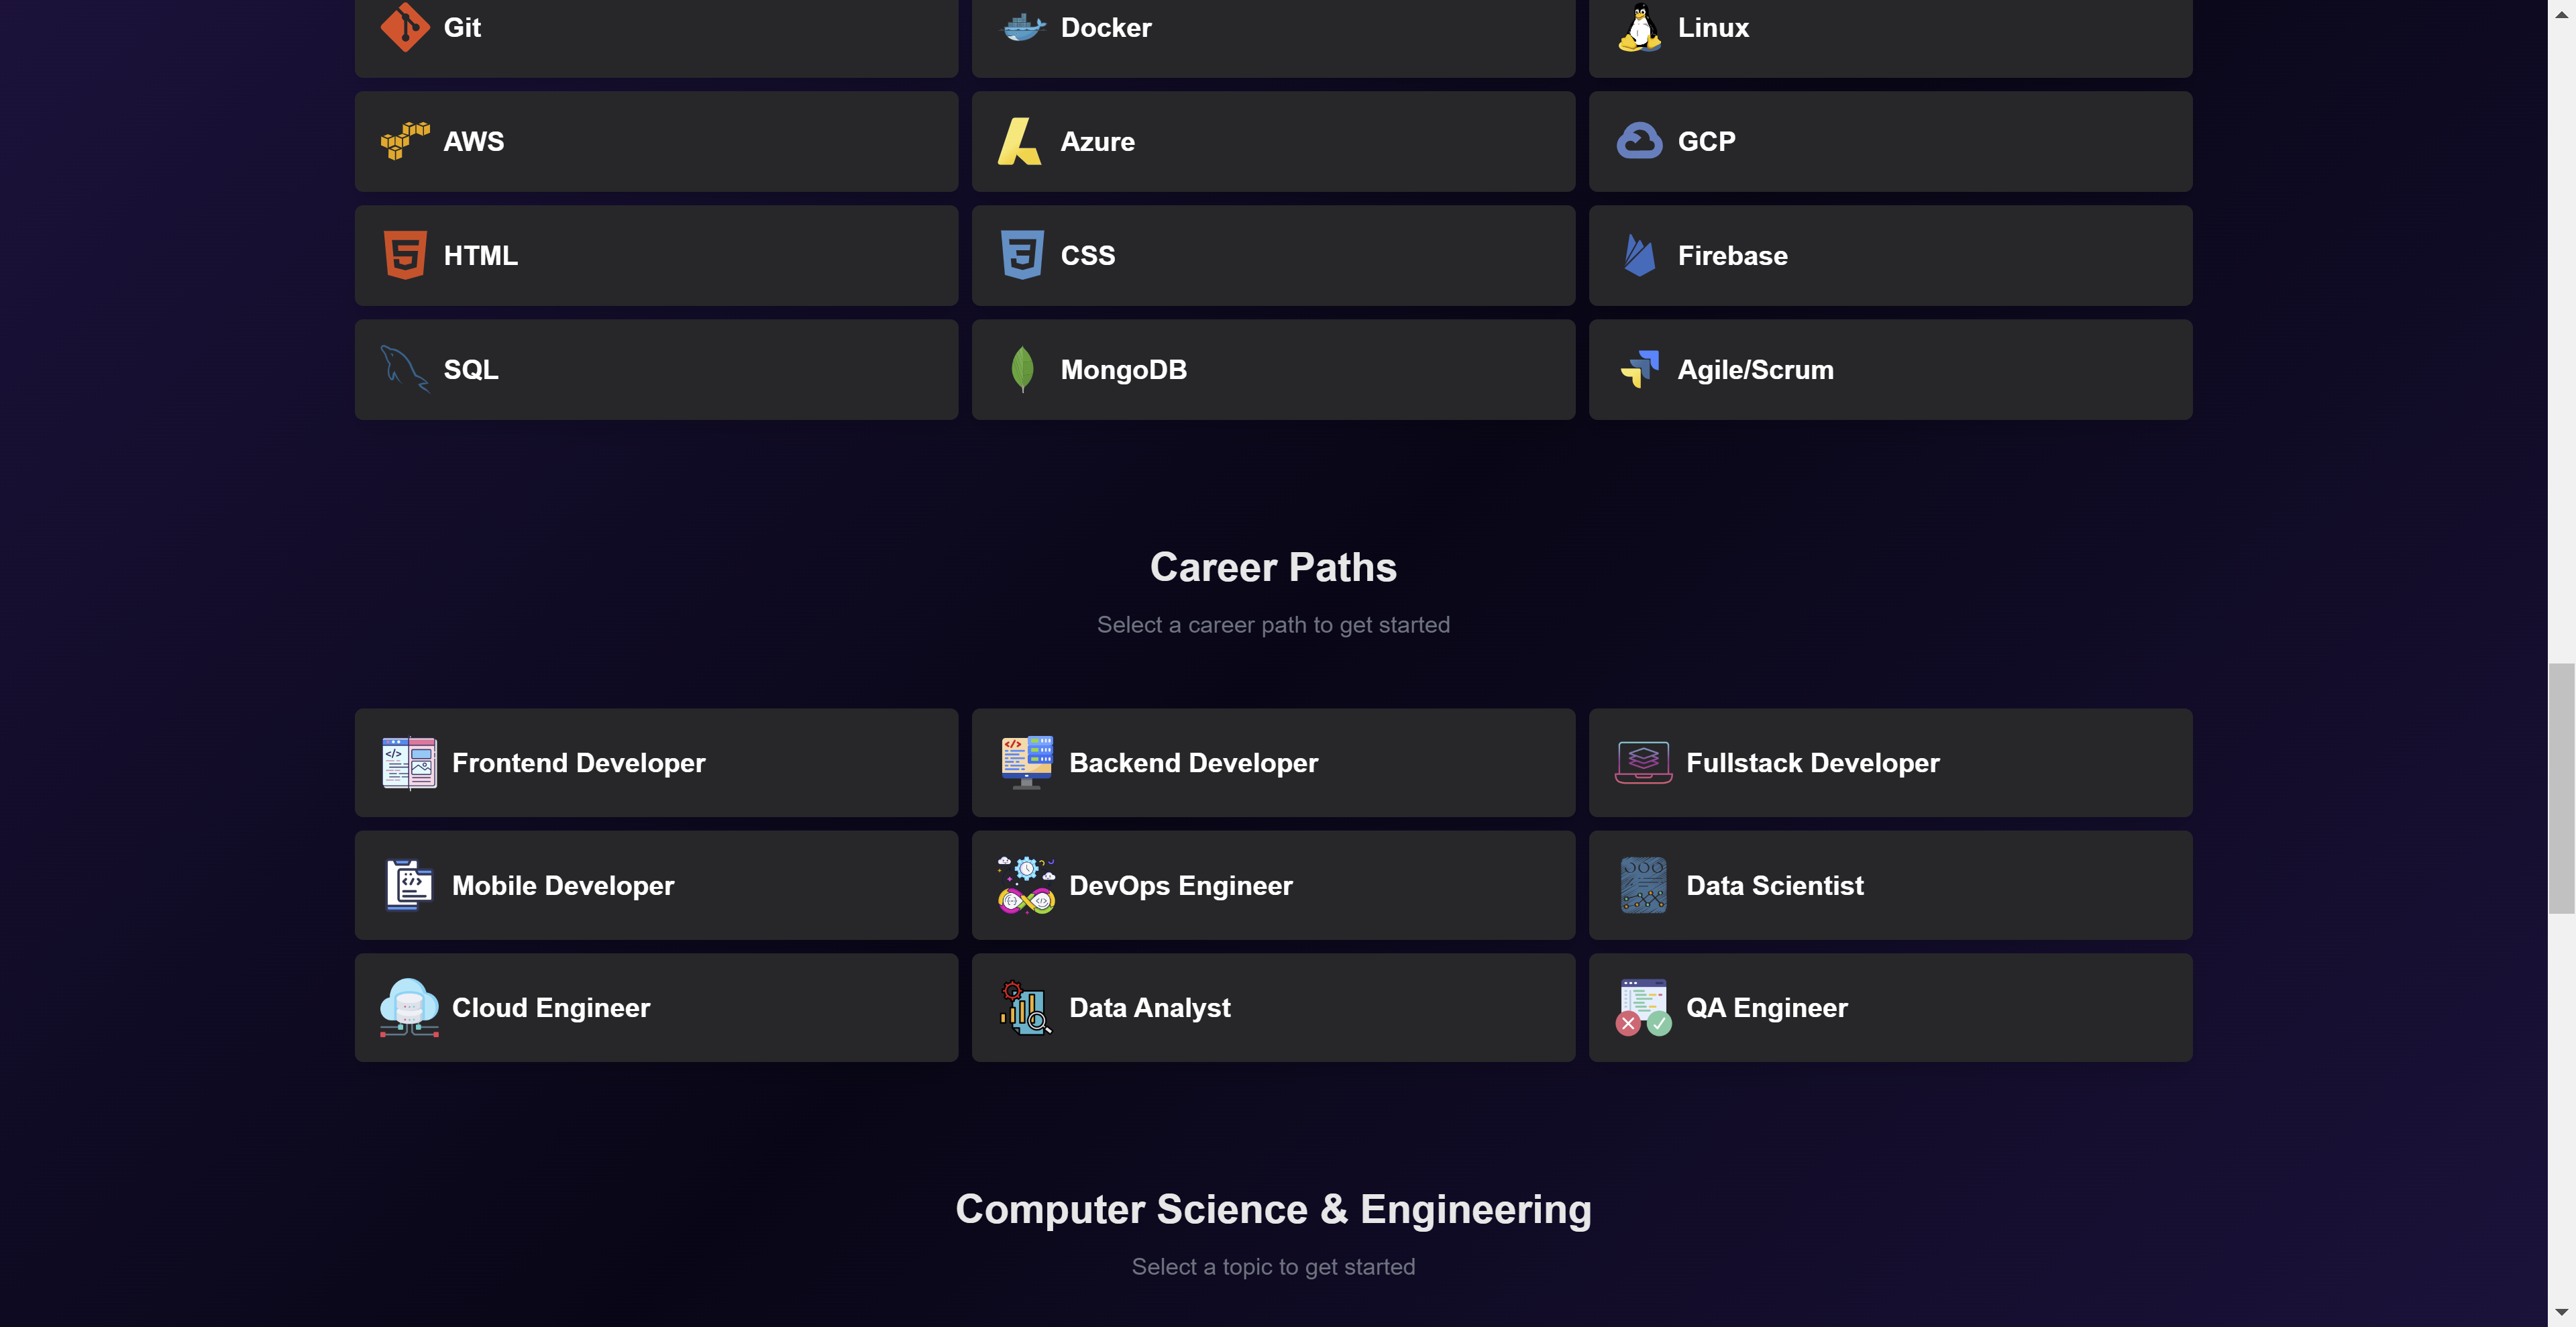 Git
Docker
Linux
AWS
Azure
GCP
HTML
CSS
Firebase
SQL
MongoDB
Agile/Scrum
Career Paths
Select a career path to get started
Frontend Developer
Backend Developer
Fullstack Developer
Mobile Developer
DevOps Engineer
Data Scientist
Cloud Engineer
Data Analyst
QA Engineer
Computer Science & Engineering
Select a topic to get started